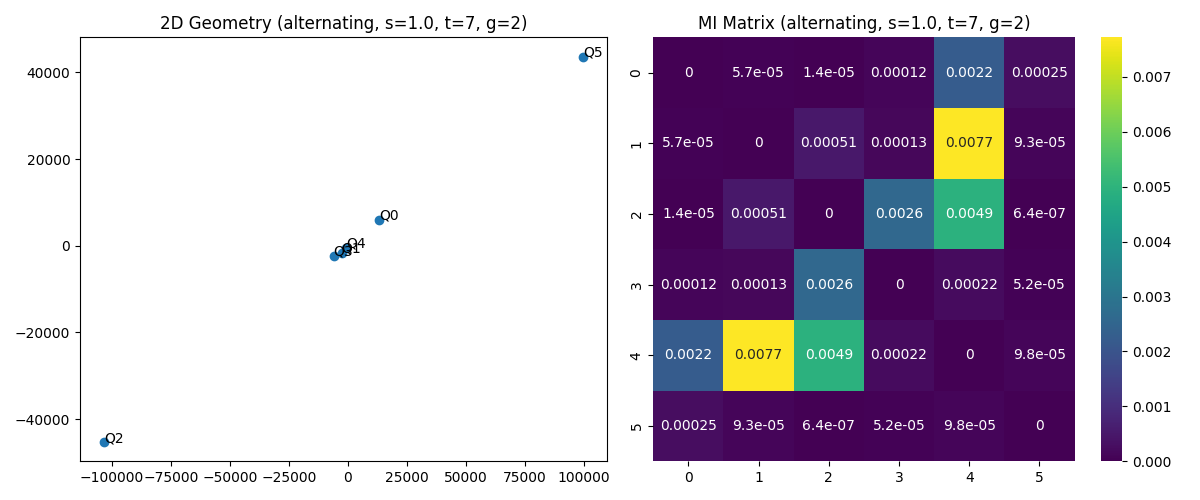 2D Geometry (alternating, s=1.0, t=7, g=2)
40000
20000
0
−20000
−40000
−100000
−75000
−50000
−25000
0
25000
50000
75000
100000
Q5
Q0
Q4
Q1
Q3
Q2
MI Matrix (alternating, s=1.0, t=7, g=2)
0 0 5.7e-05 1.4e-05 0.00012 0.0022 0.00025
1 5.7e-05 0 0.00051 0.00013 0.0077 9.3e-05
2 1.4e-05 0.00051 0 0.0026 0.0049 6.4e-07
3 0.00012 0.00013 0.0026 0 0.00022 5.2e-05
4 0.0022 0.0077 0.0049 0.00022 0 9.8e-05
5 0.00025 9.3e-05 6.4e-07 5.2e-05 9.8e-05 0
0 1 2 3 4 5
0.007
0.006
0.005
0.004
0.003
0.002
0.001
0.000